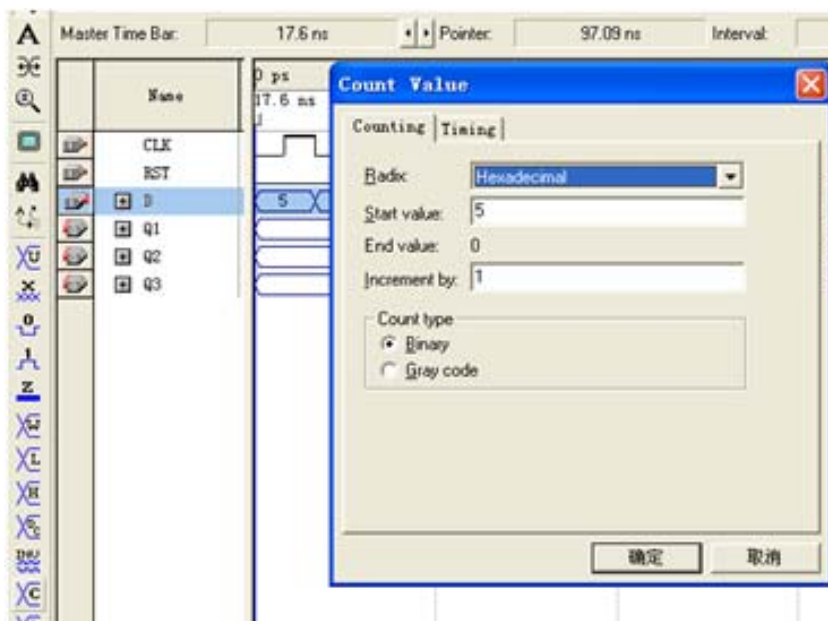 Master Time Bar: 17.6 ns Pointer: 97.09 ns Interval:
A
Name
0 ps
17.6 ns
CLK
RST
D 5
Q1
Q2
Q3
Count Value
Counting Timing
Radix: Hexadecimal
Start value: 5
End value: 0
Increment by: 1
Count type
Binary
Gray code
确定 取消